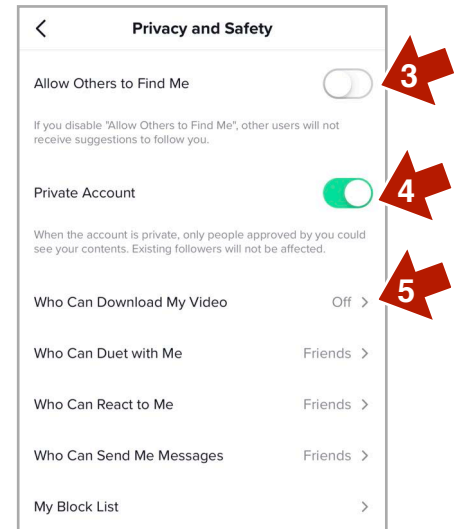 Privacy and Safety
Allow Others to Find Me
3
If you disable "Allow Others to Find Me", other users will not
receive suggestions to follow you.
Private Account
4
When the account is private, only people approved by you could
see your contents. Existing followers will not be affected.
Who Can Download My Video Off >
5
Who Can Duet with Me Friends >
Who Can React to Me Friends >
Who Can Send Me Messages Friends >
My Block List >